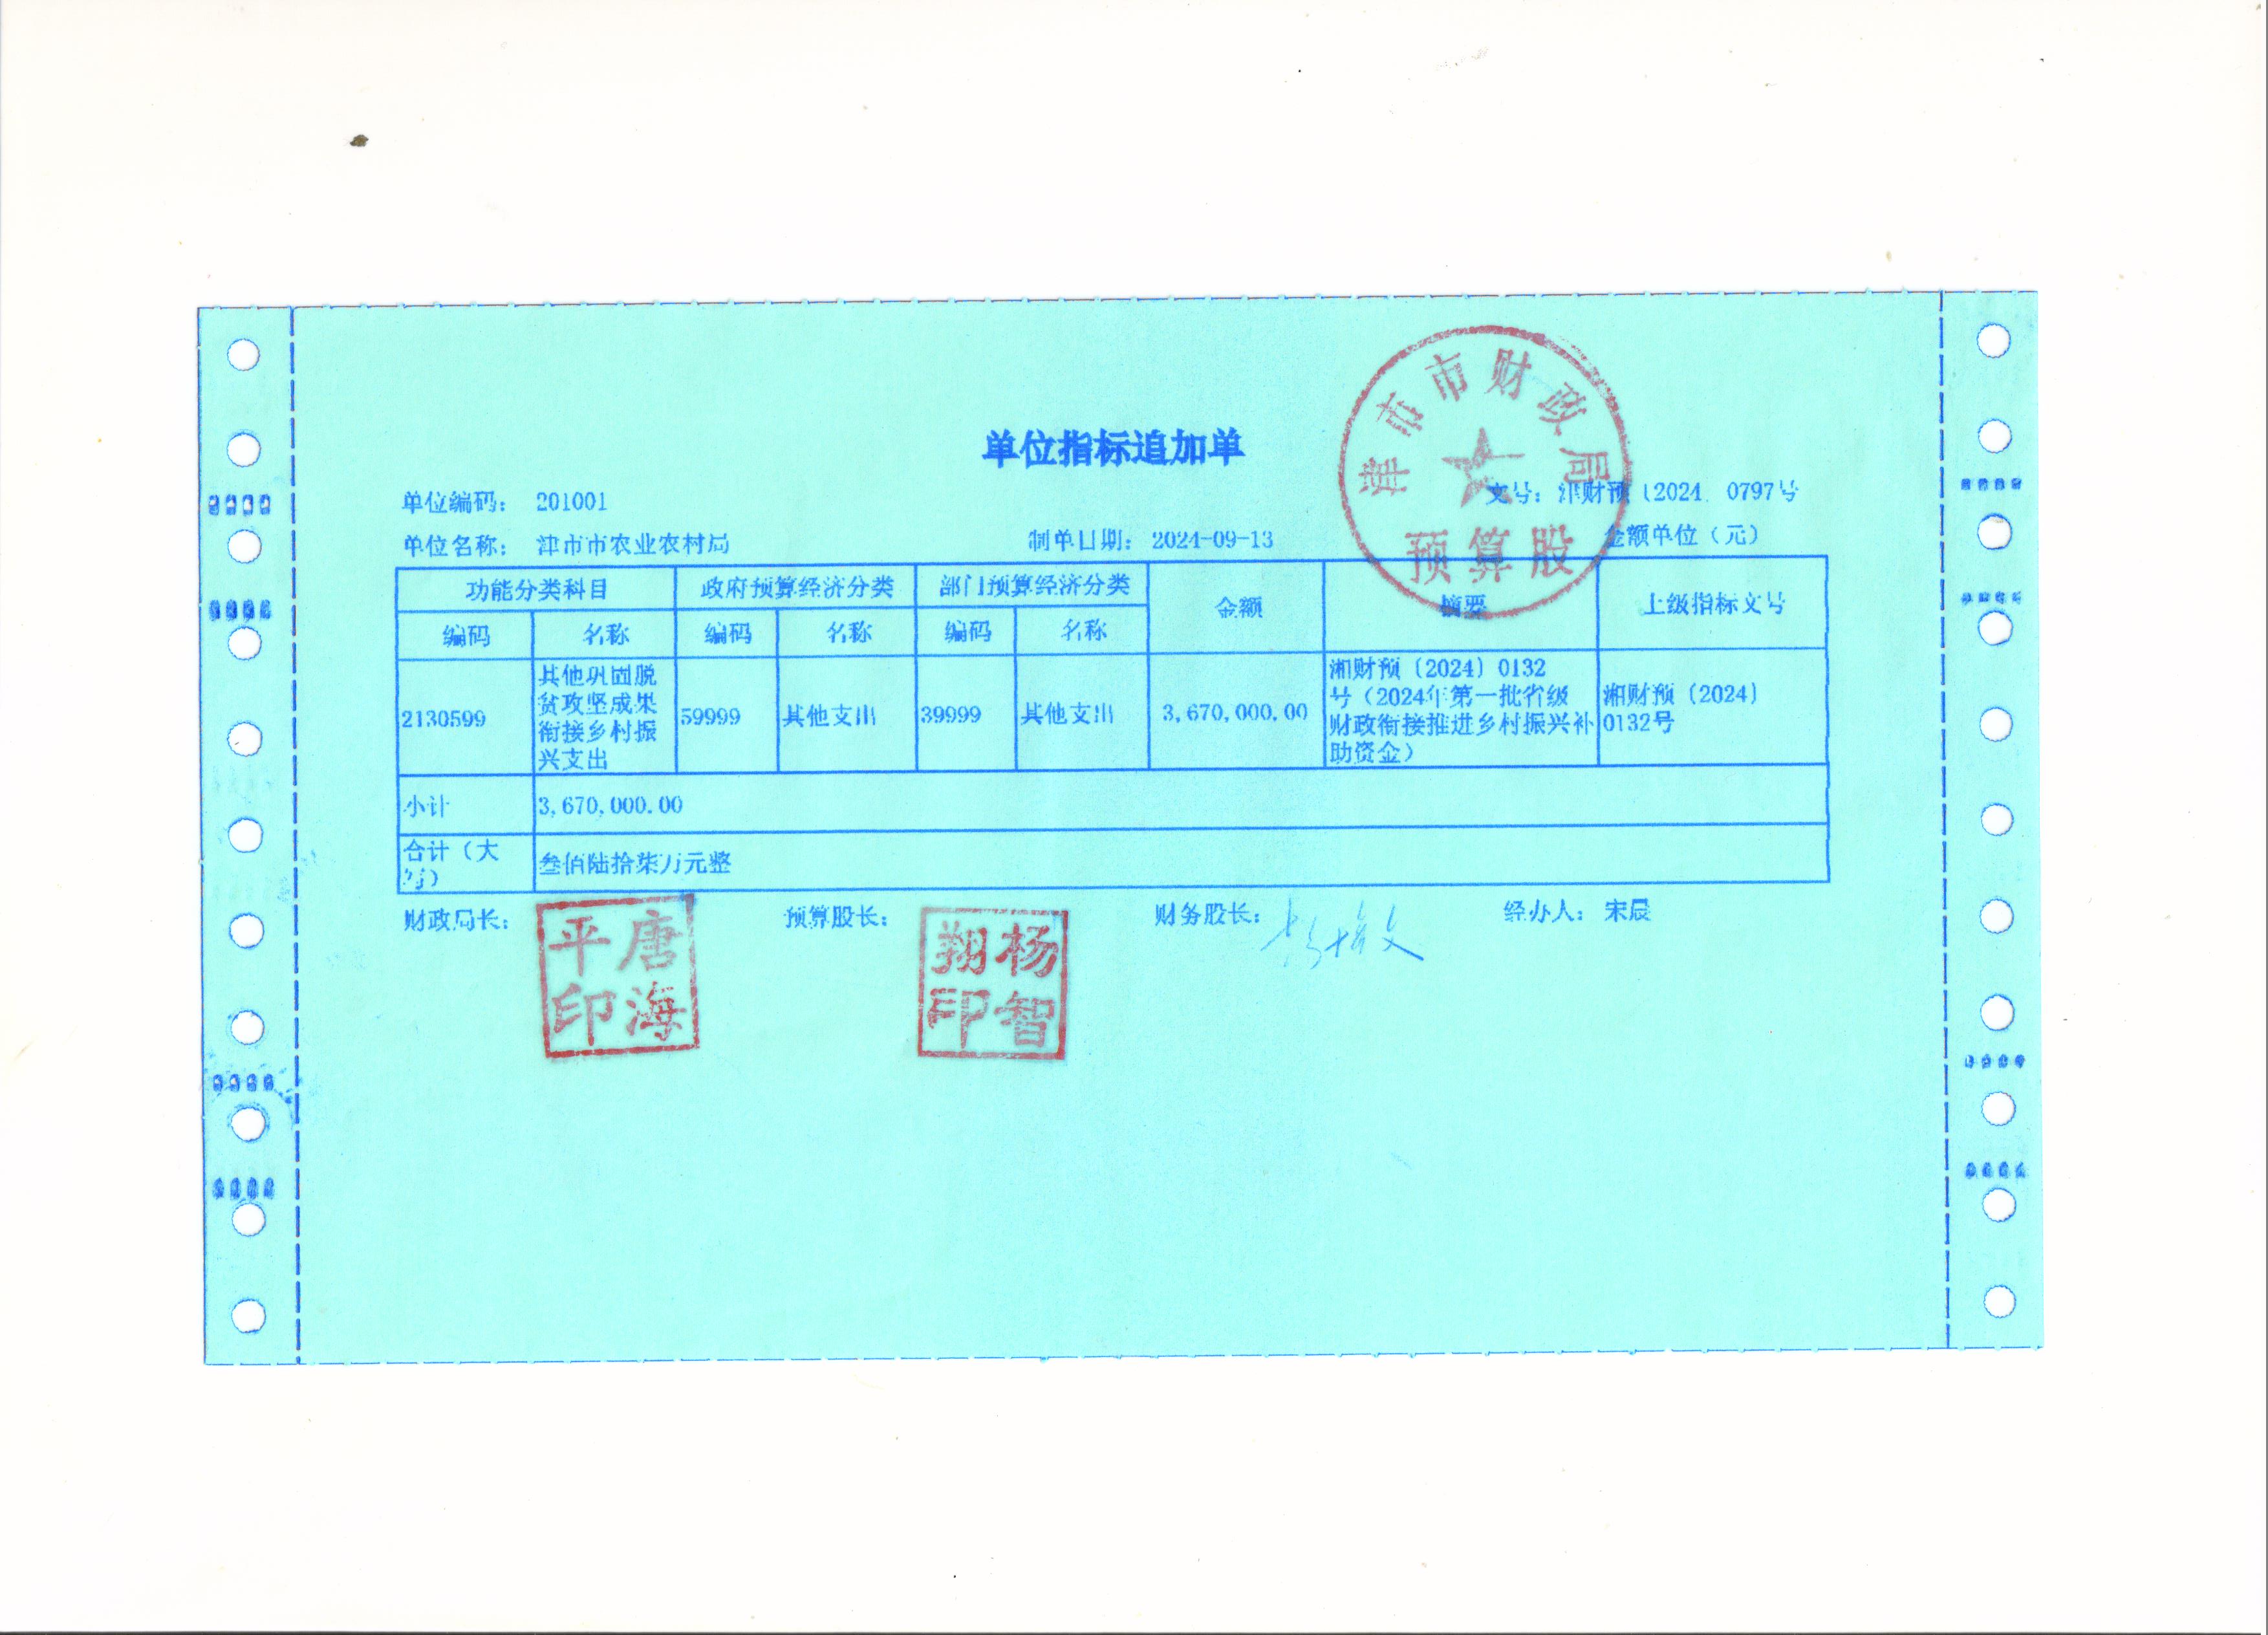 单位指标追加单
单位编码： 201001
文号： 津财预〔2024〕0797号
单位名称： 津市市农业农村局
制单日期： 2024-09-13
金额单位（元）
津市市财政局
预算股
功能分类科目
政府预算经济分类
部门预算经济分类
金额
摘要
上级指标文号
编码
名称
编码
名称
编码
名称
2130599
其他巩固脱
贫攻坚成果
衔接乡村振
兴支出
59999
其他支出
39999
其他支出
3,670,000.00
湘财预〔2024〕0132
号（2024年第一批省级
财政衔接推进乡村振兴补
助资金）
湘财预〔2024〕
0132号
小计
3,670,000.00
合计（大
写）
叁佰陆拾柒万元整
财政局长：
唐海平印
预算股长：
杨智翔印
财务股长：
经办人： 宋晨